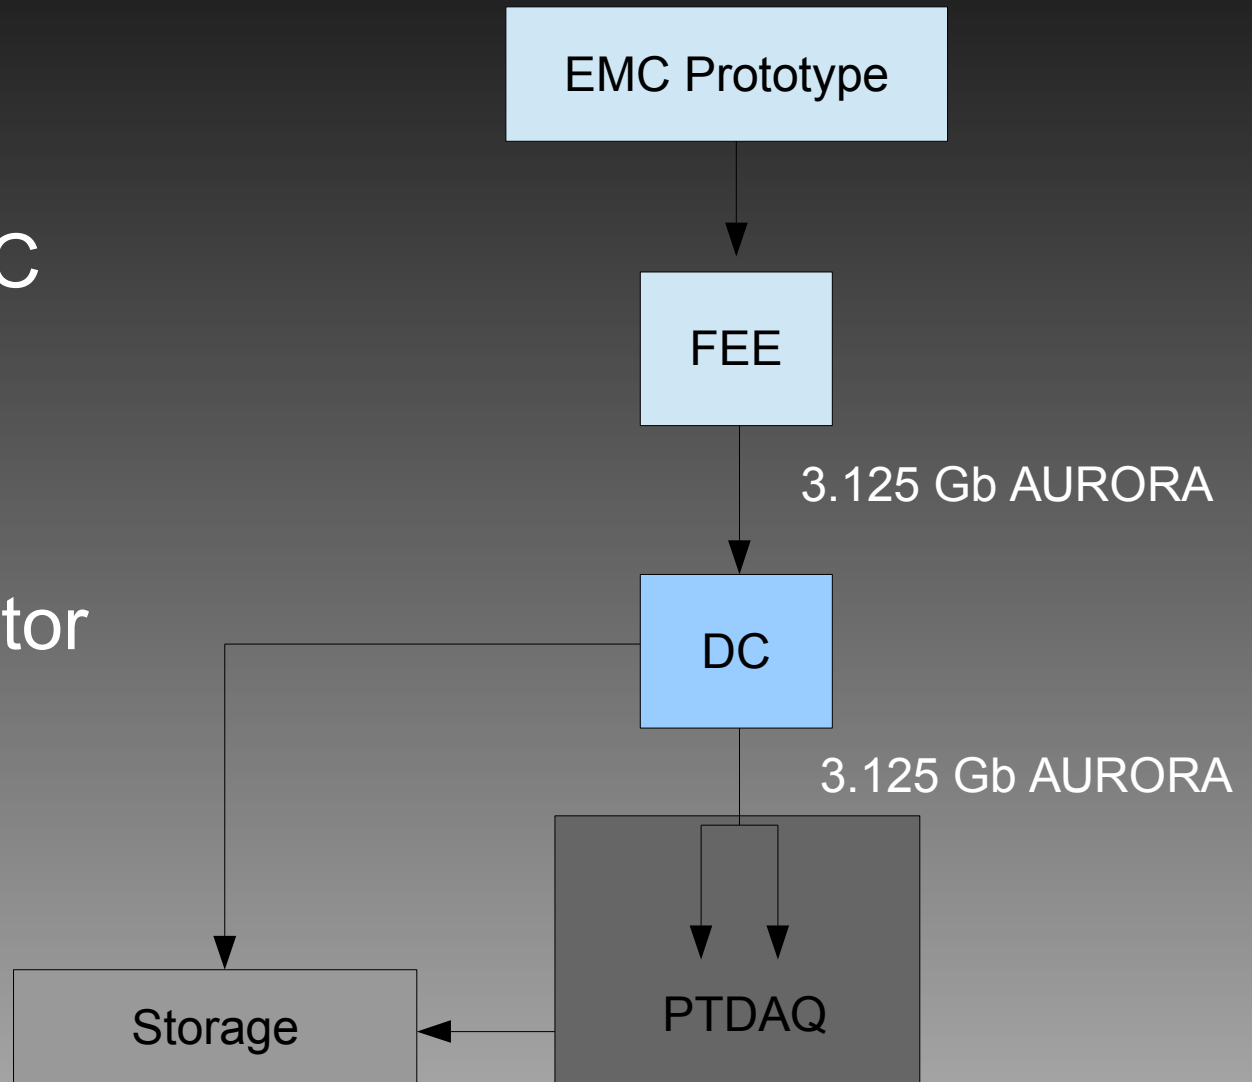 EMC Prototype
C
FEE
3.125 Gb AURORA
tor
DC
3.125 Gb AURORA
Storage
PTDAQ